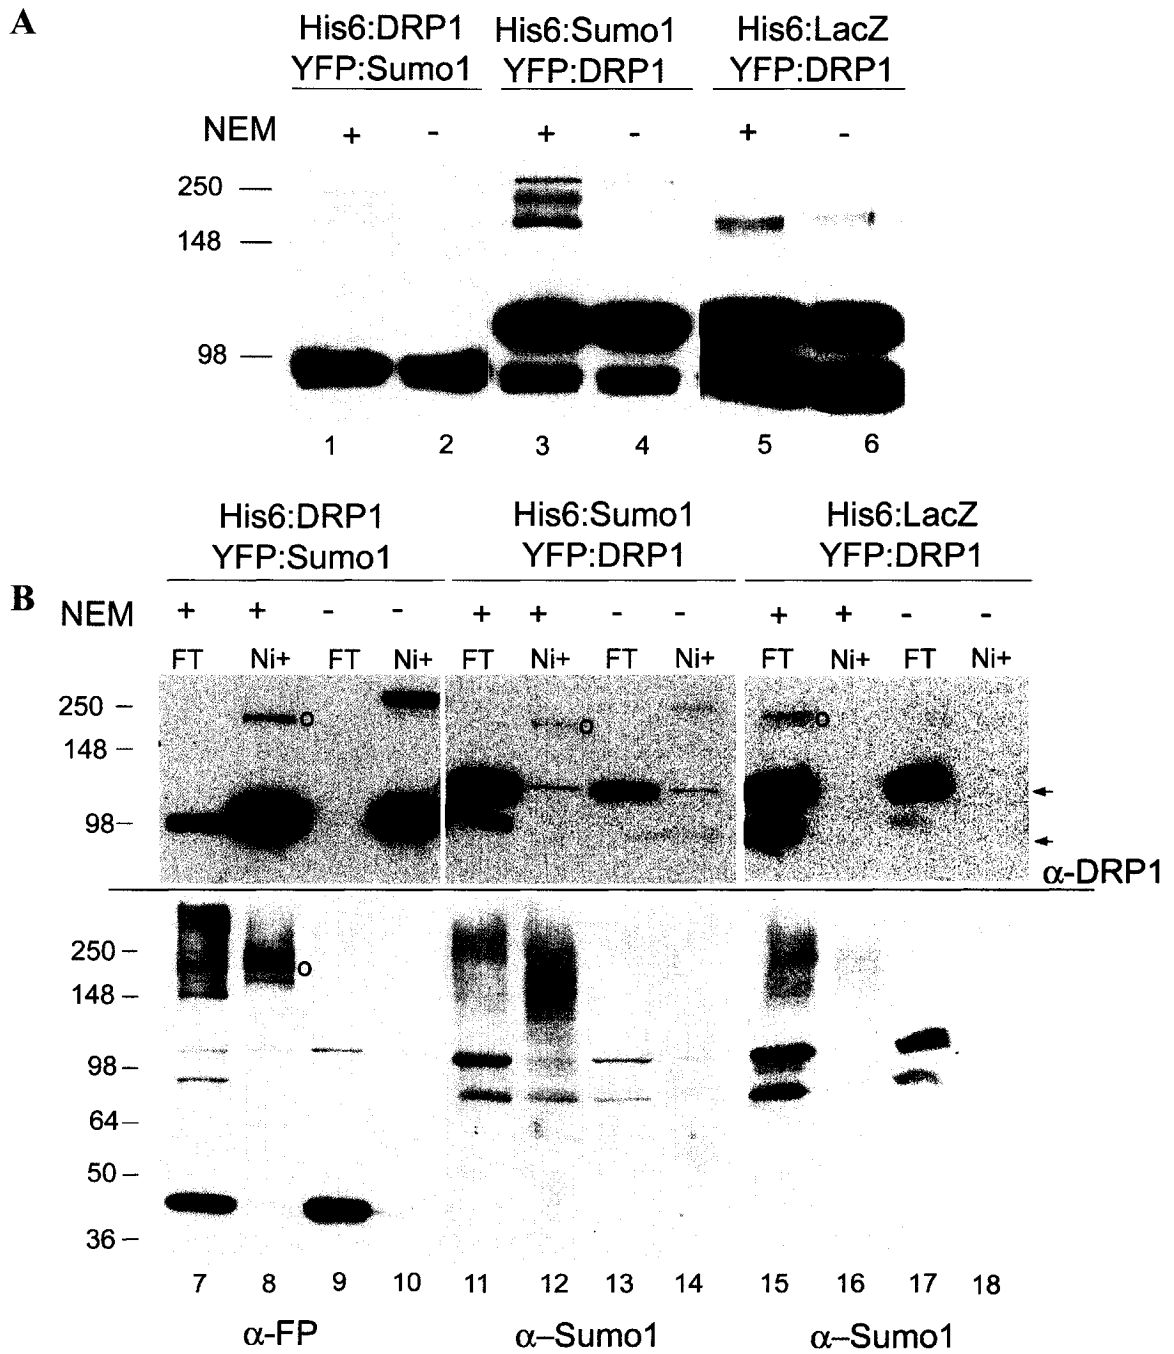 A
His6:DRP1 His6:Sumo1 His6:LacZ
YFP:Sumo1 YFP:DRP1 YFP:DRP1
NEM + - + - + -
250
148
98
1 2 3 4 5 6
His6:DRP1 His6:Sumo1 His6:LacZ
YFP:Sumo1 YFP:DRP1 YFP:DRP1
B
NEM + + - - + + - - + + - -
FT Ni+ FT Ni+ FT Ni+ FT Ni+ FT Ni+ FT Ni+
250
148
98
α-DRP1
250
148
98
64
50
36
7 8 9 10 11 12 13 14 15 16 17 18
α-FP α–Sumo1 α–Sumo1